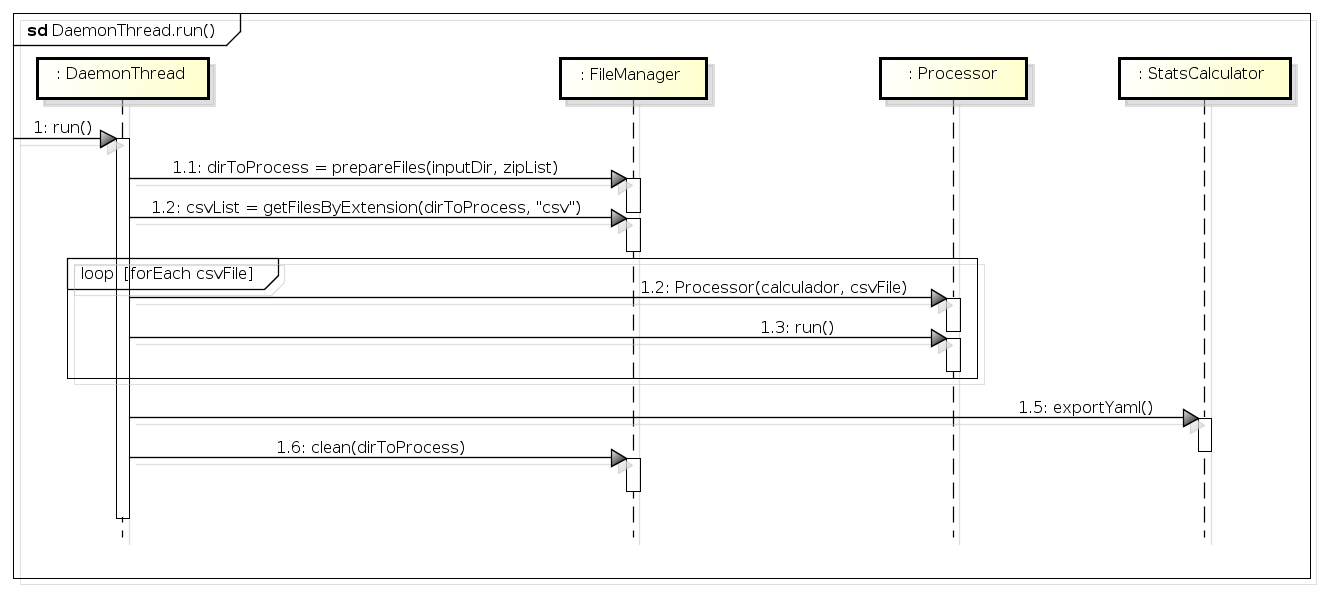 sd DaemonThread.run()
: DaemonThread
: FileManager
: Processor
: StatsCalculator
1: run()
1.1: dirToProcess = prepareFiles(inputDir, zipList)
1.2: csvList = getFilesByExtension(dirToProcess, "csv")
loop [forEach csvFile]
1.2: Processor(calculador, csvFile)
1.3: run()
1.5: exportYaml()
1.6: clean(dirToProcess)